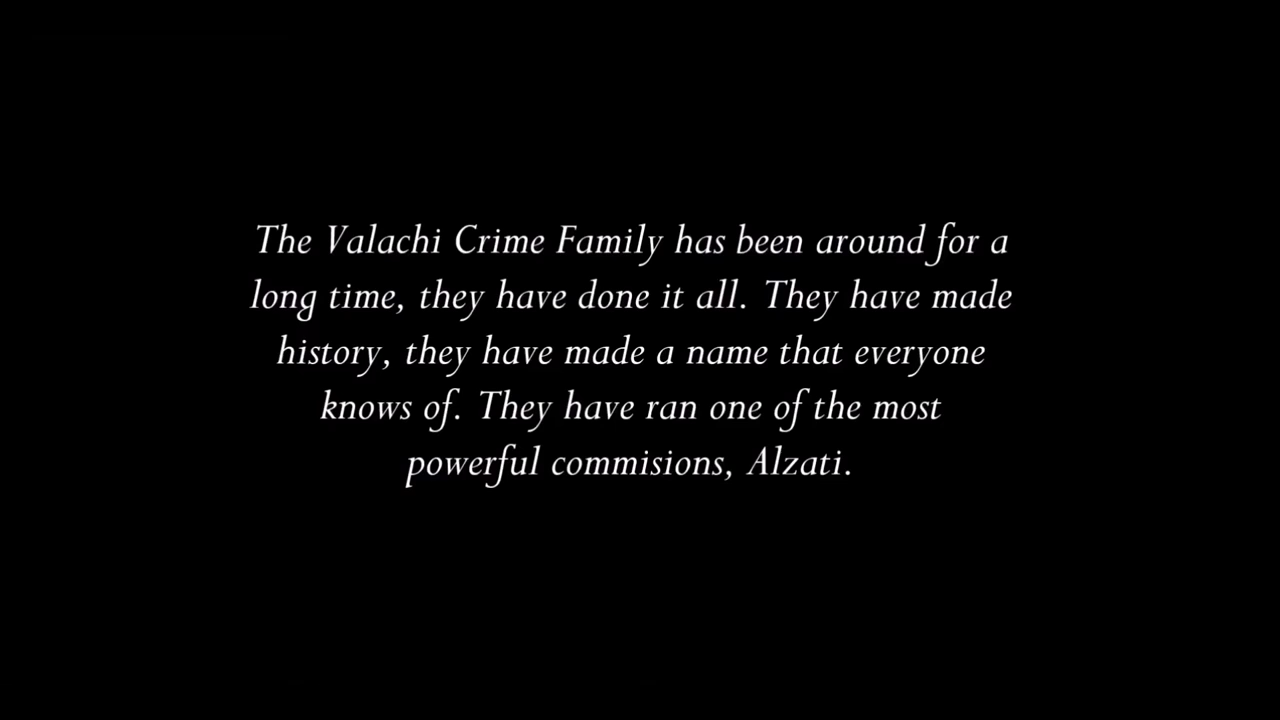 The Valachi Crime Family has been around for a
long time, they have done it all. They have made
history, they have made a name that everyone
knows of. They have ran one of the most
powerful commisions, Alzati.